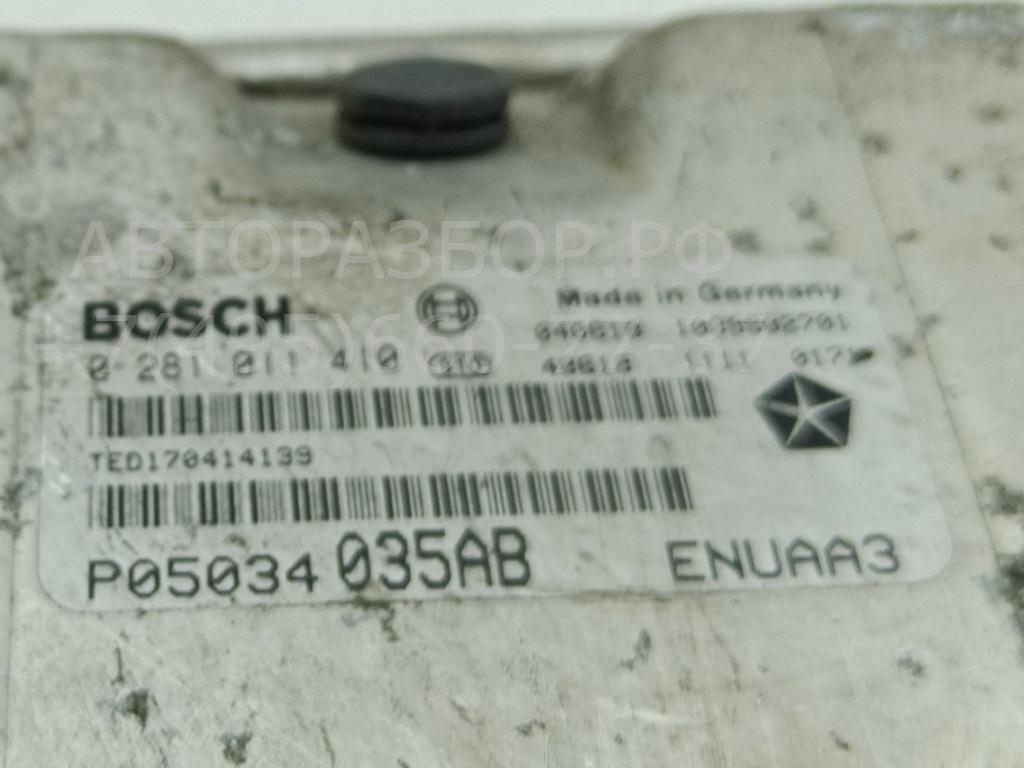 АВТОРАЗБОР.РФ
BOSCH Made in Germany
0 281 011 410
TED170414139
P05034 035AB ENUAA3